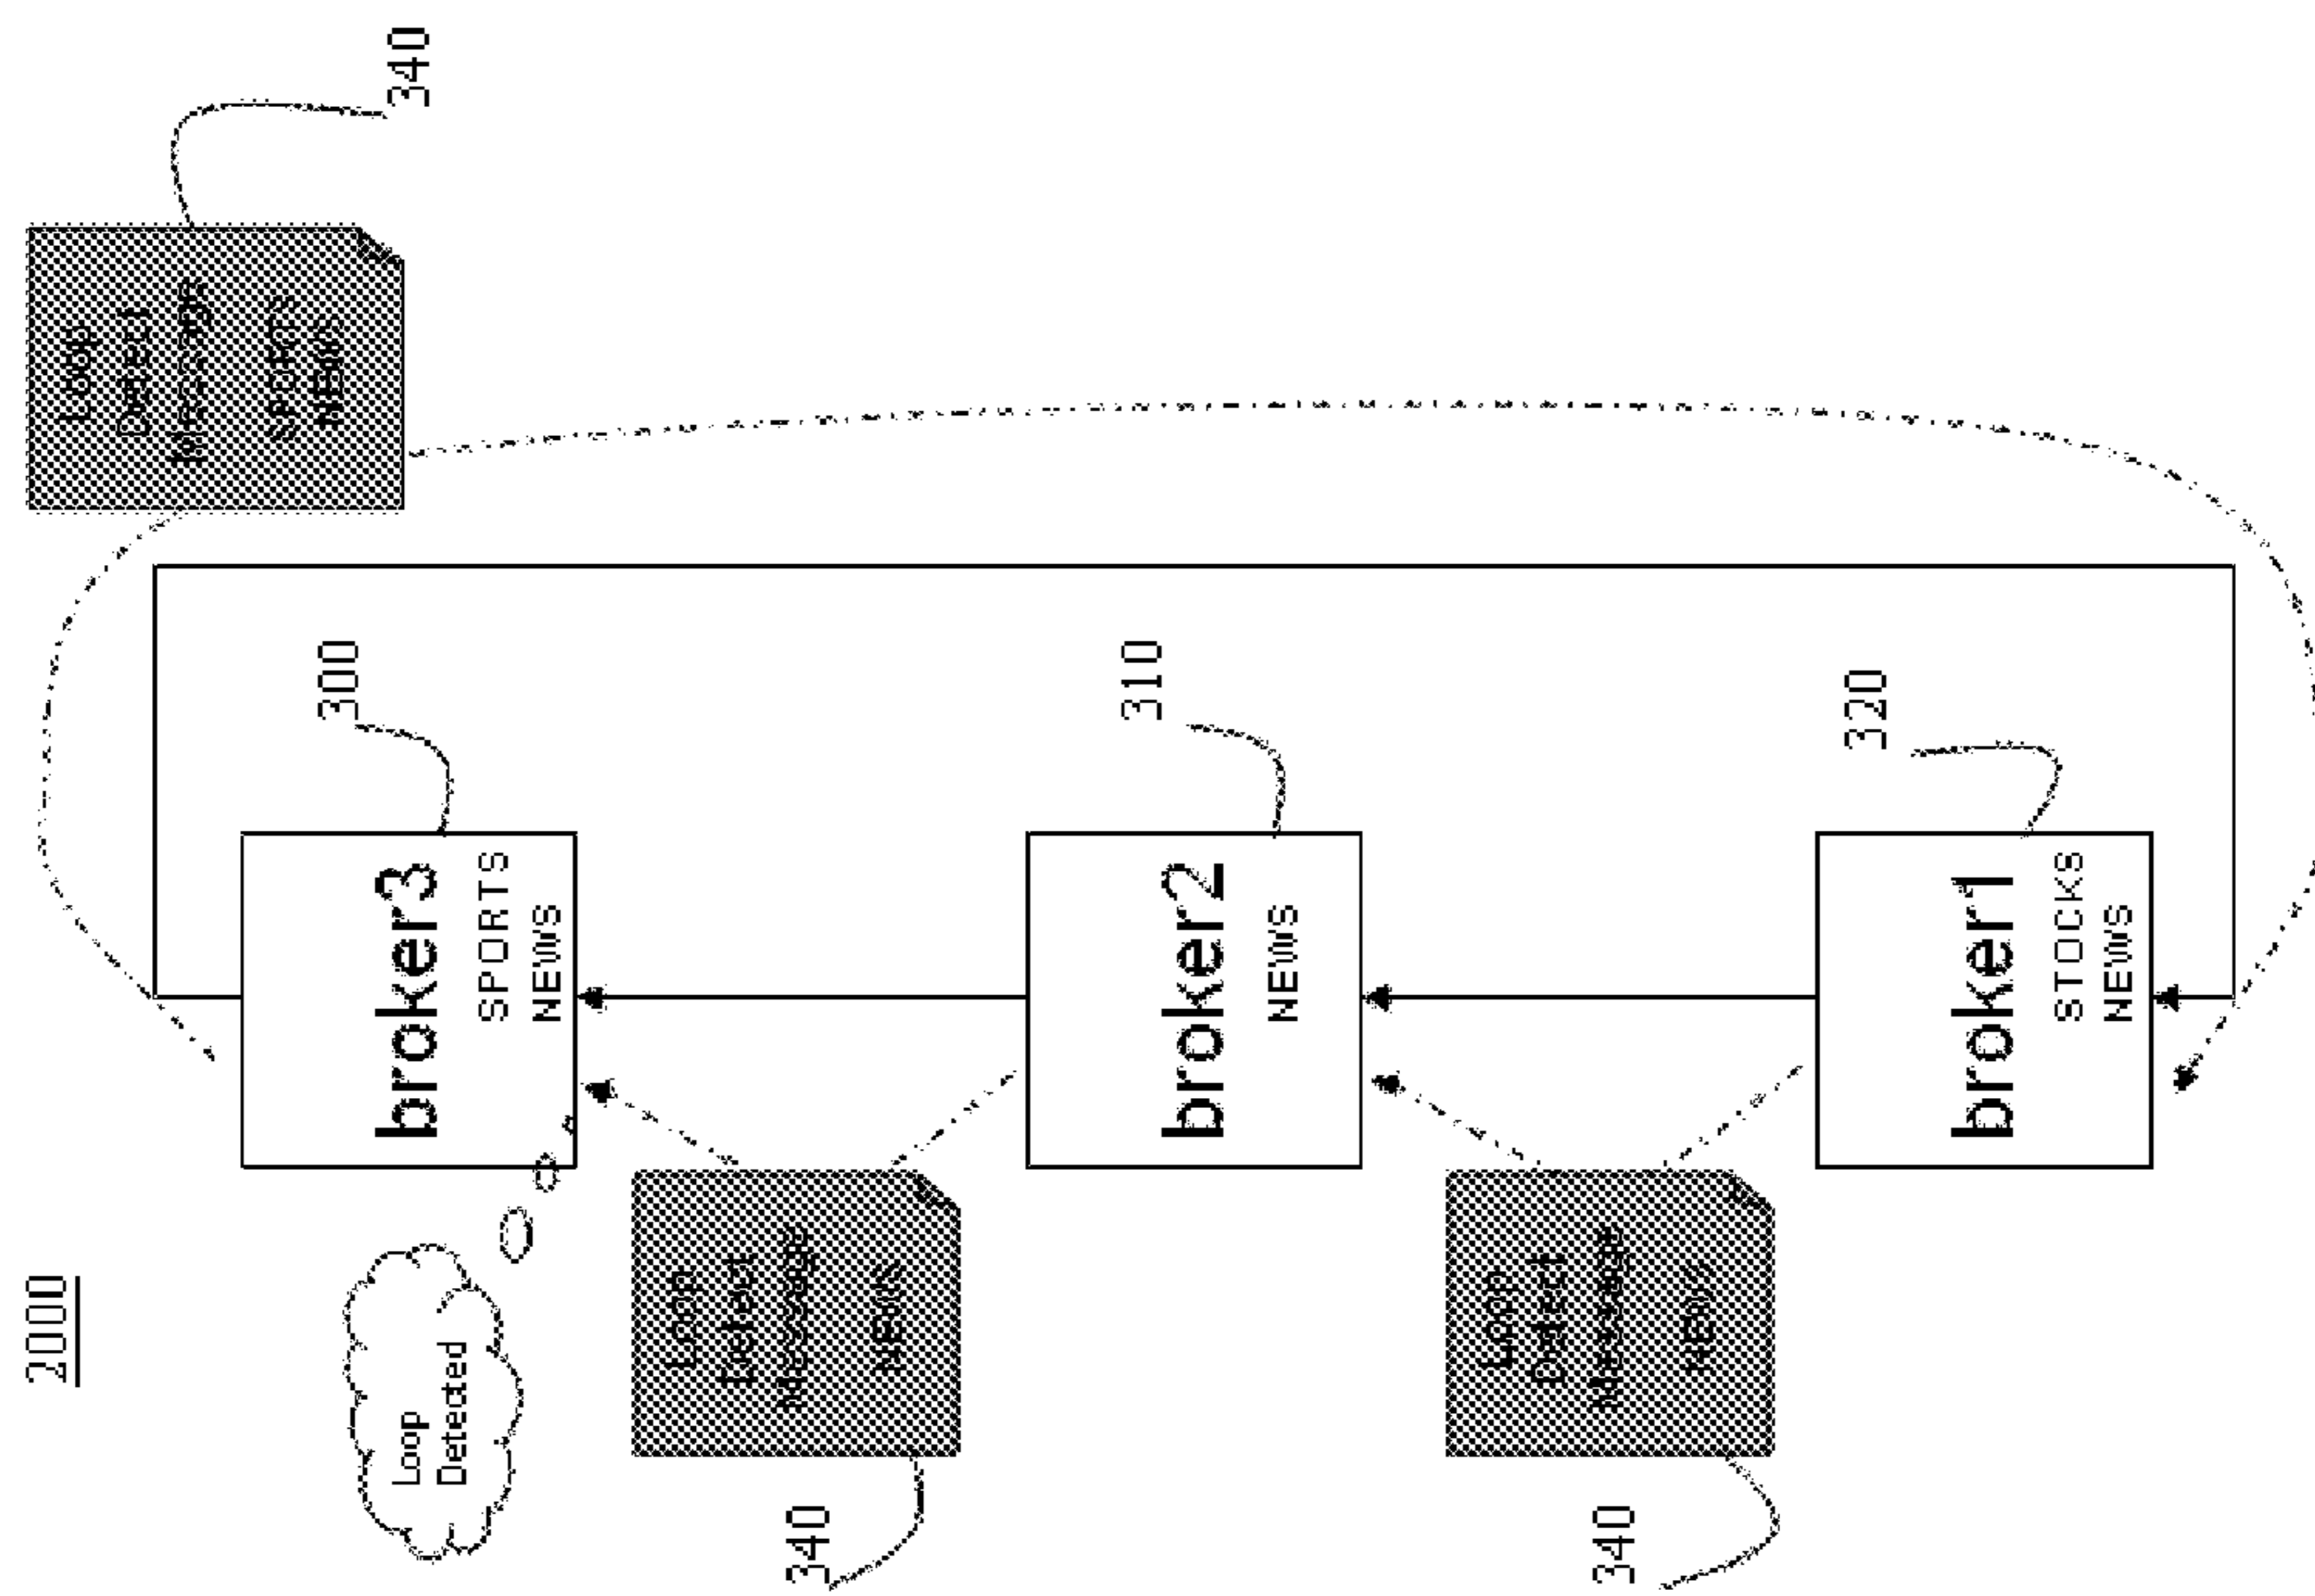 2000
Loop
Detected
340
Loop
Detect
Message
NEWS
340
Loop
Detect
Message
NEWS
broker3
SPORTS
NEWS
300
broker2
NEWS
310
broker1
STOCKS
NEWS
320
Loop
Detect
Message
SPORTS
NEWS
340